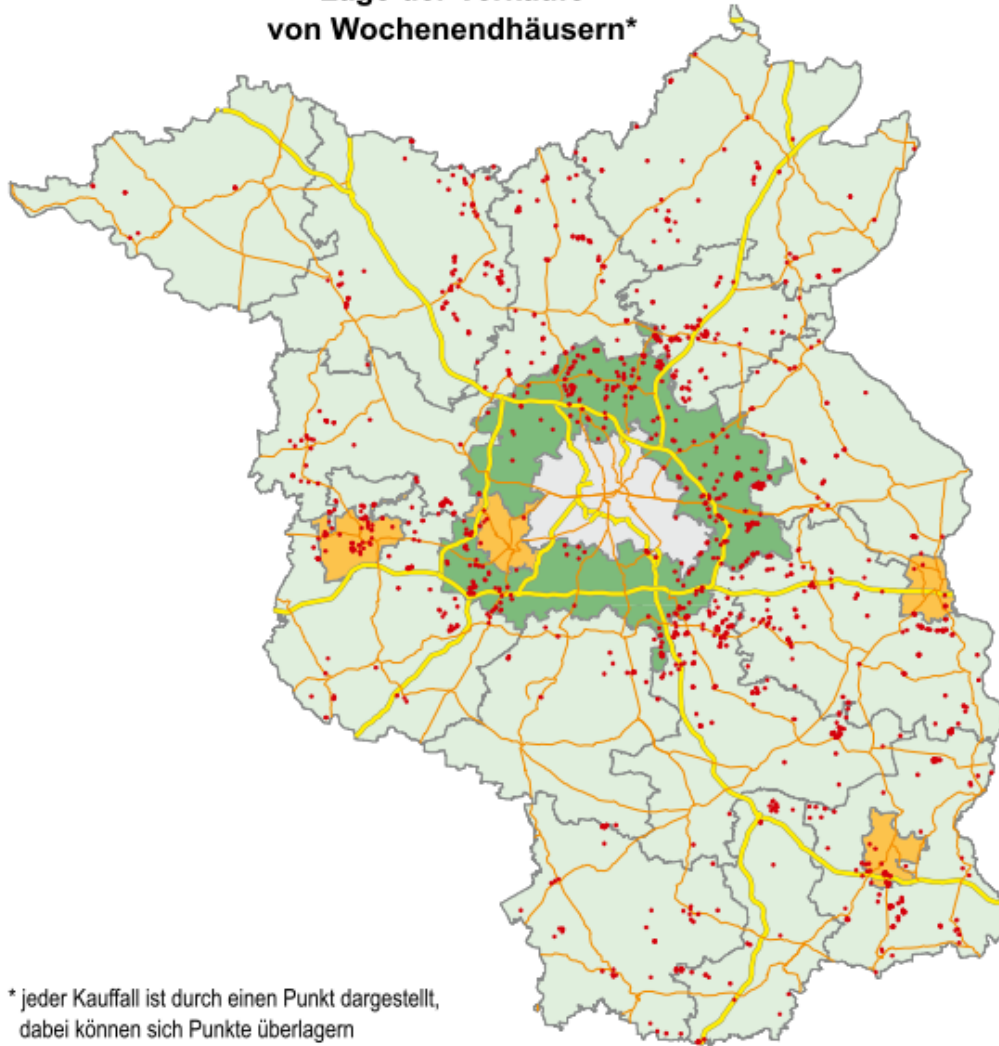 von Wochenendhäusern*
* jeder Kauffall ist durch einen Punkt dargestellt,
dabei können sich Punkte überlagern